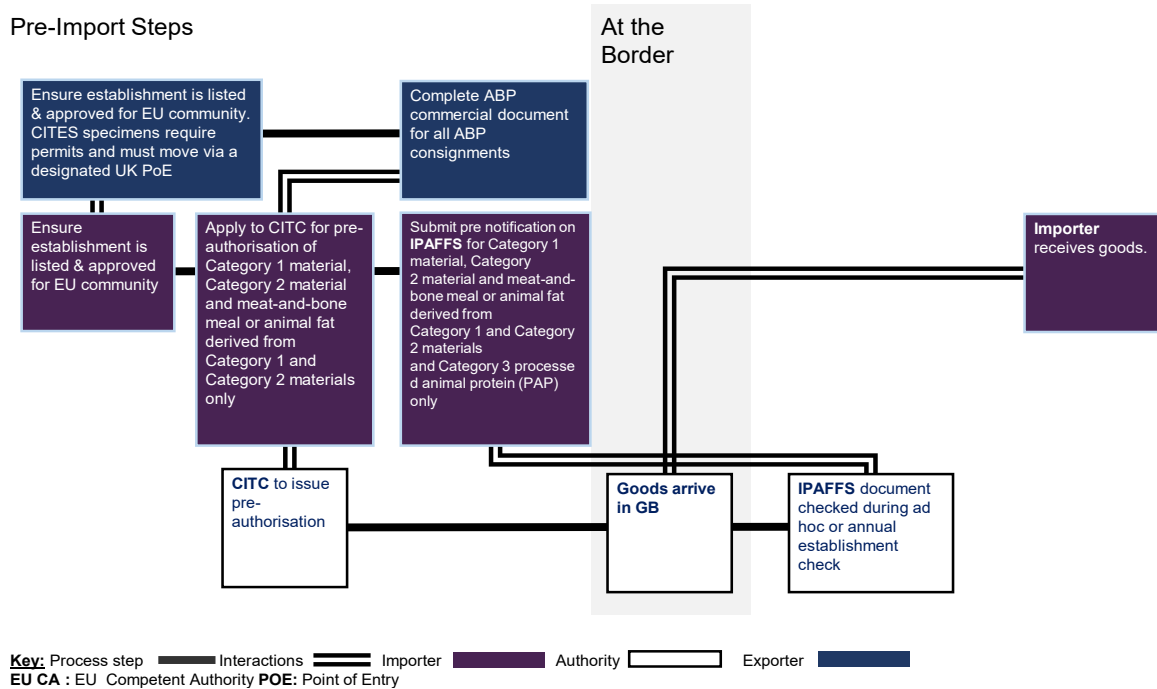 Pre-Import Steps
At the
Border
Ensure establishment is listed
& approved for EU community.
CITES specimens require
permits and must move via a
designated UK PoE
Complete ABP
commercial document
for all ABP
consignments
Ensure
establishment is
listed & approved
for EU community
Apply to CITC for pre-
authorisation of
Category 1 material,
Category 2 material
and meat-and-bone
meal or animal fat
derived from
Category 1 and
Category 2 materials
only
Submit pre notification on
IPAFFS for Category 1
material, Category
2 material and meat-and-
bone meal or animal fat
derived from
Category 1 and Category
2 materials
and Category 3 processe
d animal protein (PAP)
only
Importer
receives goods.
CITC to issue
pre-
authorisation
Goods arrive
in GB
IPAFFS document
checked during ad
hoc or annual
establishment
check
Key: Process step Interactions Importer Authority Exporter
EU CA : EU Competent Authority POE: Point of Entry